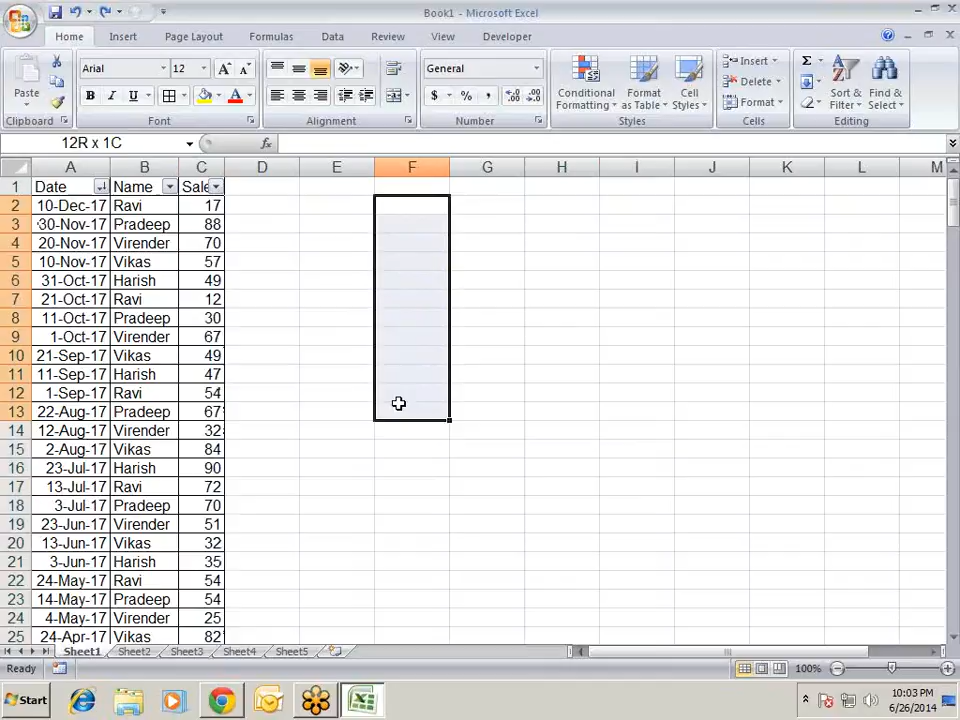 Book1 - Microsoft Excel
Home Insert Page Layout Formulas Data Review View Developer
Paste
Arial 12
B I U
General
$ % ,
Conditional Formatting
Format as Table
Cell Styles
Insert
Delete
Format
Sort & Filter
Find & Select
Clipboard Font Alignment Number Styles Cells Editing
12R x 1C fx
A B C D E F G H I J K L M
1 Date Name Sale
2 10-Dec-17 Ravi 17
3 30-Nov-17 Pradeep 88
4 20-Nov-17 Virender 70
5 10-Nov-17 Vikas 57
6 31-Oct-17 Harish 49
7 21-Oct-17 Ravi 12
8 11-Oct-17 Pradeep 30
9 1-Oct-17 Virender 67
10 21-Sep-17 Vikas 49
11 11-Sep-17 Harish 47
12 1-Sep-17 Ravi 54
13 22-Aug-17 Pradeep 67
14 12-Aug-17 Virender 32
15 2-Aug-17 Vikas 84
16 23-Jul-17 Harish 90
17 13-Jul-17 Ravi 72
18 3-Jul-17 Pradeep 70
19 23-Jun-17 Virender 51
20 13-Jun-17 Vikas 32
21 3-Jun-17 Harish 35
22 24-May-17 Ravi 54
23 14-May-17 Pradeep 54
24 4-May-17 Virender 25
25 24-Apr-17 Vikas 82
Sheet1 Sheet2 Sheet3 Sheet4 Sheet5
Ready 100%
Start 10:03 PM
6/26/2014